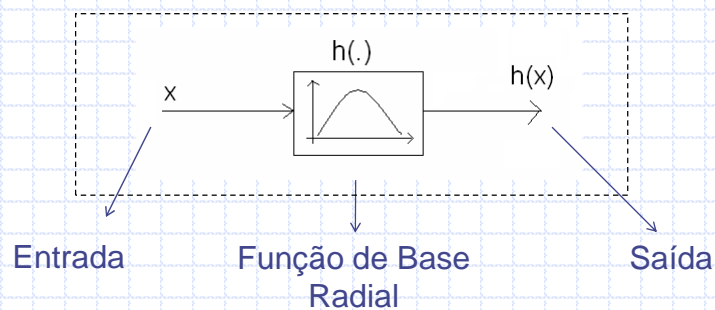 h(.)
x
h(x)
Entrada
Função de Base
Radial
Saída